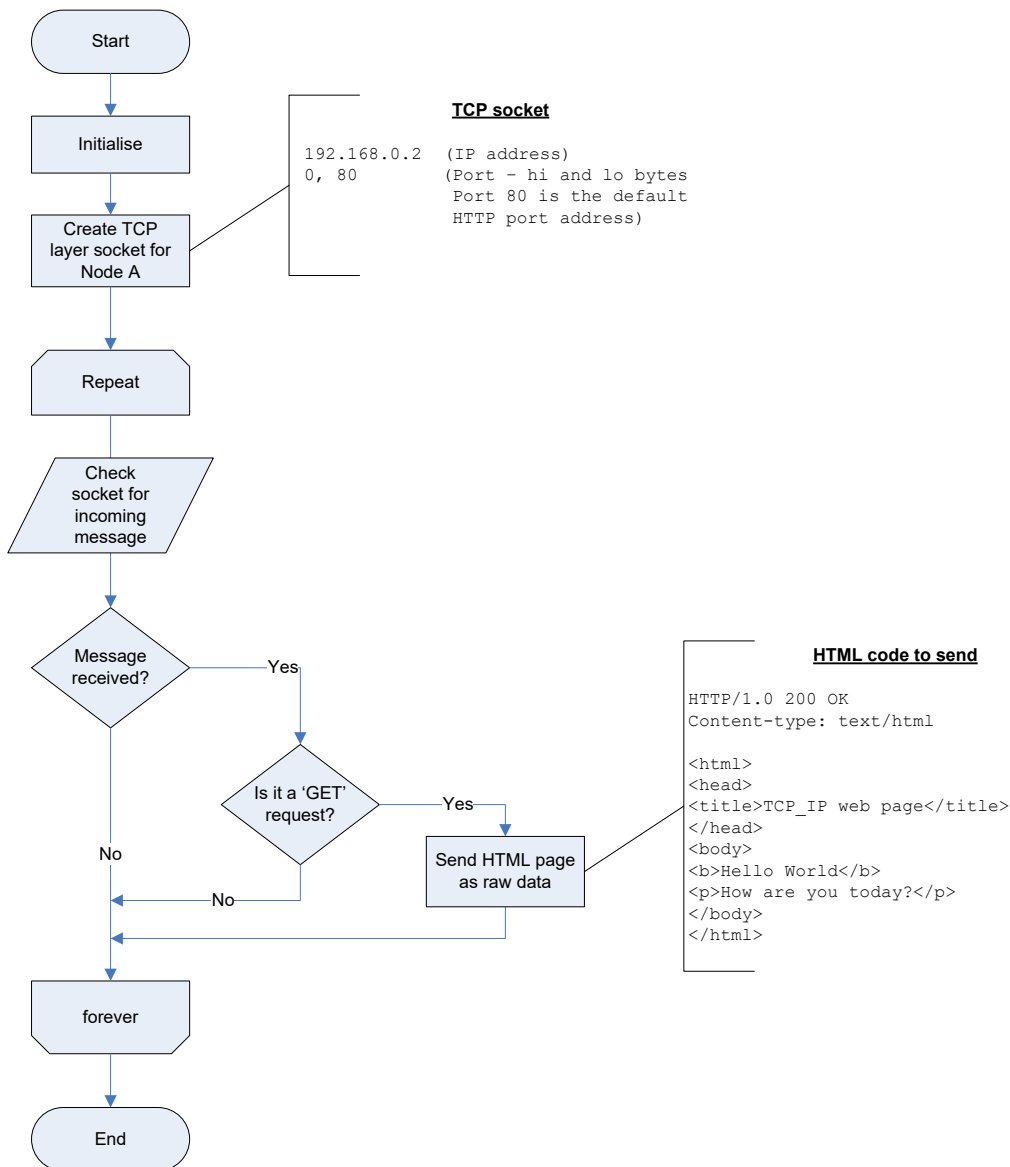 Start
Initialise
Create TCP
layer socket for
Node A
TCP socket
192.168.0.2 (IP address)
0, 80 (Port – hi and lo bytes
Port 80 is the default
HTTP port address)
Repeat
Check
socket for
incoming
message
Message
received?
Yes
Is it a ‘GET’
request?
Yes
Send HTML page
as raw data
HTML code to send
HTTP/1.0 200 OK
Content-type: text/html
<html>
<head>
<title>TCP_IP web page</title>
</head>
<body>
<b>Hello World</b>
<p>How are you today?</p>
</body>
</html>
No
No
forever
End